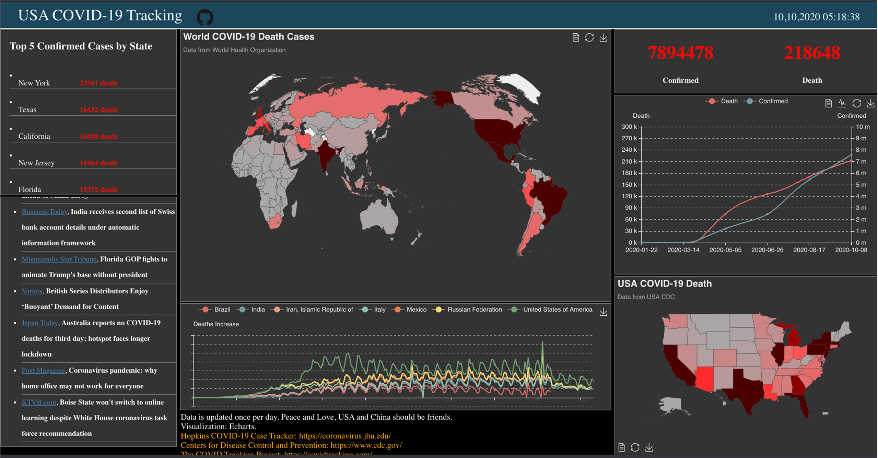 USA COVID-19 Tracking
10,10,2020 05:18:38
Top 5 Confirmed Cases by State
New York
Texas
California 16428 death
New Jersey
Florida 15372 death
Business Today, India receives second list of Swiss
bank account details under automatic
information framework
Minneapolis Star Tribune, Florida GOP fights to
animate Trump's base without president
Variety, British Series Distributors Enjoy
‘Buoyant’ Demand for Content
Japan Today, Australia reports no COVID-19
deaths for third day; hotspot faces longer
lockdown
Post Magazine, Coronavirus pandemic: why
home office may not work for everyone
KTVB.com, Boise State won't switch to online
learning despite White House coronavirus task
force recommendation
World COVID-19 Death Cases
Data from World Health Organization
Brazil India Iran, Islamic Republic of Italy Mexico Russian Federation United States of America
Deaths Increase
Data is updated once per day. Peace and Love, USA and China should be friends.
Visualization: Echarts.
Hopkins COVID-19 Case Tracker: https://coronavirus.jhu.edu/
Centers for Disease Control and Prevention: https://www.cdc.gov/
The COVID Tracking Project: https://covidtracking.com/
7894478 218648
Confirmed Death
Death Confirmed
Death Confirmed
300 k 10 m
270 k 9 m
240 k 8 m
210 k 7 m
180 k 6 m
150 k 5 m
120 k 4 m
90 k 3 m
60 k 2 m
30 k 1 m
0 0
2020-01-22 2020-03-14 2020-05-05 2020-06-26 2020-08-17 2020-10-08
USA COVID-19 Death
Data from USA CDC